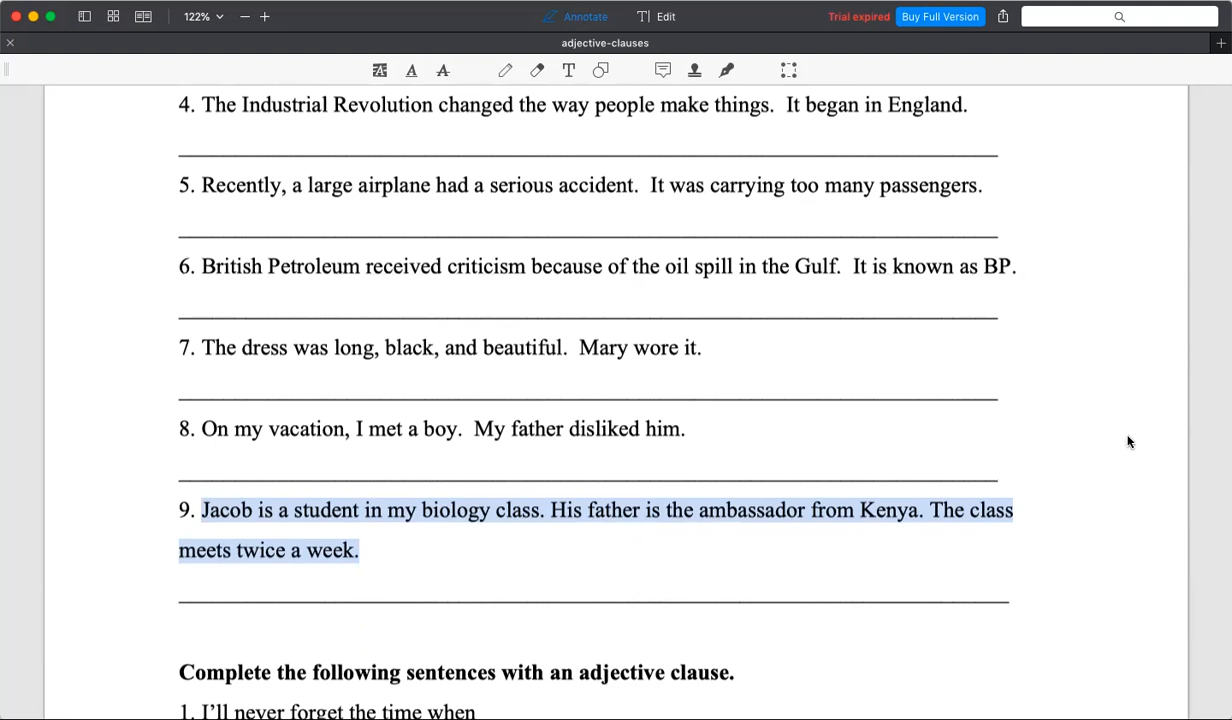 122%
Annotate
Edit
Trial expired
Buy Full Version
adjective-clauses
4. The Industrial Revolution changed the way people make things. It began in England.
5. Recently, a large airplane had a serious accident. It was carrying too many passengers.
6. British Petroleum received criticism because of the oil spill in the Gulf. It is known as BP.
7. The dress was long, black, and beautiful. Mary wore it.
8. On my vacation, I met a boy. My father disliked him.
9. Jacob is a student in my biology class. His father is the ambassador from Kenya. The class
meets twice a week.
Complete the following sentences with an adjective clause.
1. I'll never forget the time when